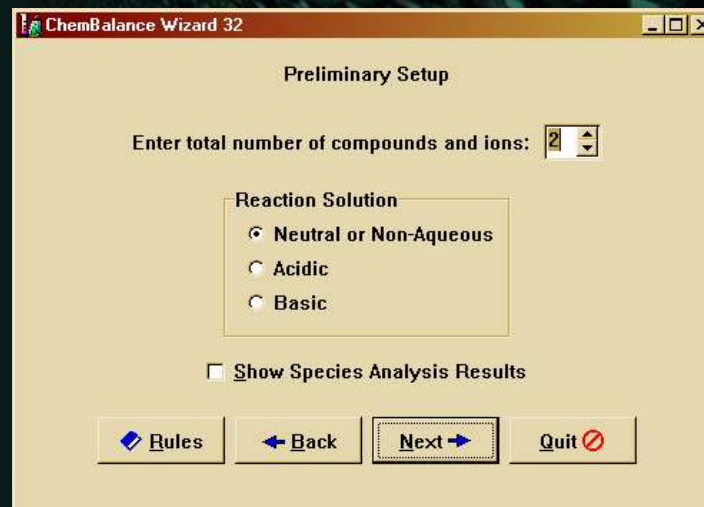 ChemBalance Wizard 32
Preliminary Setup
Enter total number of compounds and ions: 2
Reaction Solution
Neutral or Non-Aqueous
Acidic
Basic
Show Species Analysis Results
Rules Back Next Quit